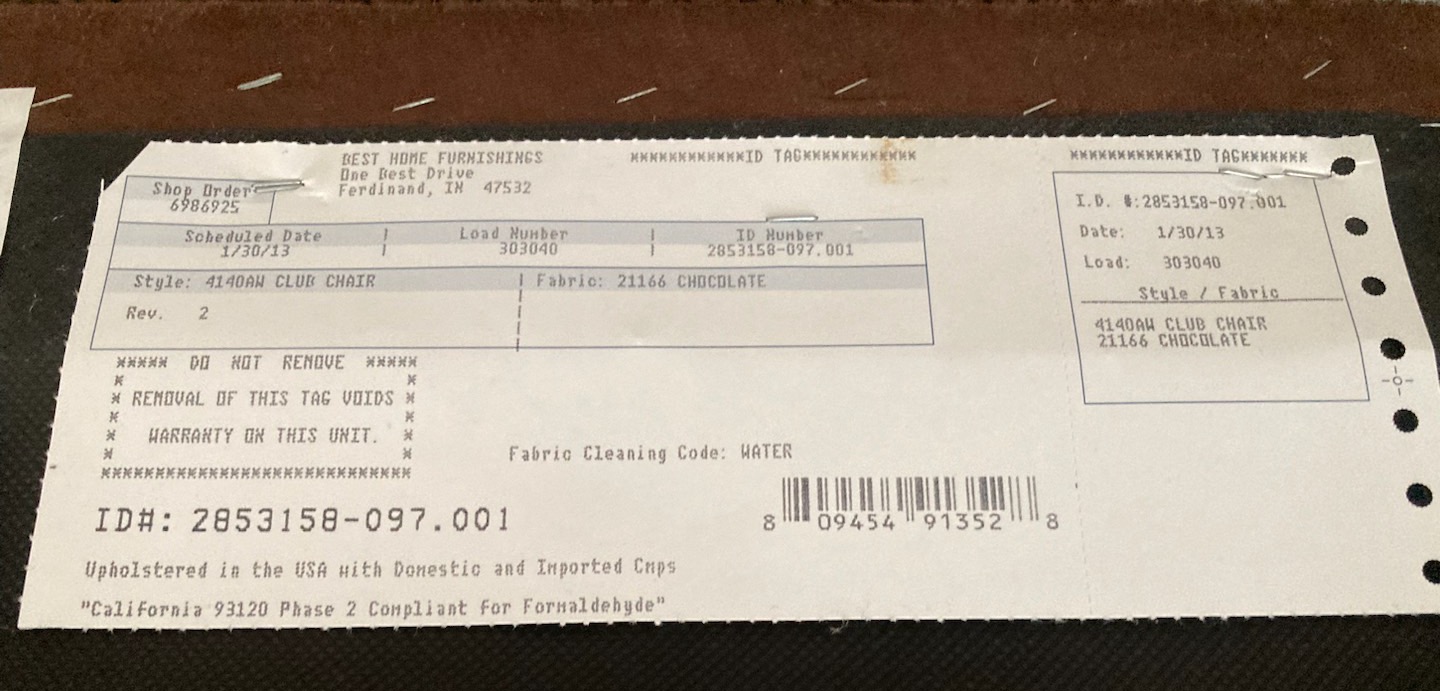 BEST HOME FURNISHINGS
One Best Drive
Ferdinand, IN 47532
************ID TAG************
Shop Order
6986925
Scheduled Date | Load Number | ID Number
1/30/13 | 303040 | 2853158-097.001
Style: 4140AW CLUB CHAIR | Fabric: 21166 CHOCOLATE
Rev. 2
***** DO NOT REMOVE *****
* REMOVAL OF THIS TAG VOIDS *
* WARRANTY ON THIS UNIT. *
***************************
Fabric Cleaning Code: WATER
ID#: 2853158-097.001
8 09454 91352 8
Upholstered in the USA with Domestic and Imported Cmps
"California 93120 Phase 2 Compliant for Formaldehyde"
************ID TAG*******
I.D. #:2853158-097.001
Date: 1/30/13
Load: 303040
Style / Fabric
4140AW CLUB CHAIR
21166 CHOCOLATE